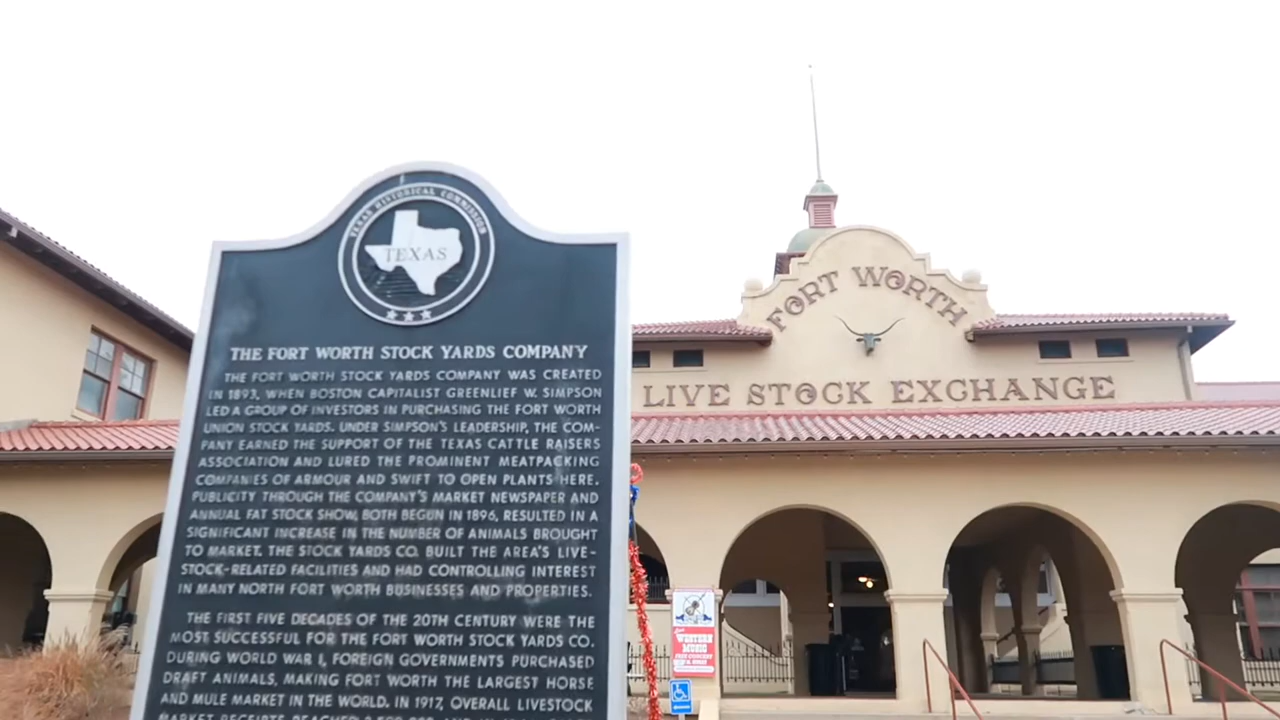 TEXAS HISTORICAL COMMISSION
TEXAS
THE FORT WORTH STOCK YARDS COMPANY
THE FORT WORTH STOCK YARDS COMPANY WAS CREATED
IN 1893, WHEN BOSTON CAPITALIST GREENLIEF W. SIMPSON
LED A GROUP OF INVESTORS IN PURCHASING THE FORT WORTH
UNION STOCK YARDS. UNDER SIMPSON'S LEADERSHIP, THE COM-
PANY EARNED THE SUPPORT OF THE TEXAS CATTLE RAISERS
ASSOCIATION AND LURED THE PROMINENT MEATPACKING
COMPANIES OF ARMOUR AND SWIFT TO OPEN PLANTS HERE.
PUBLICITY THROUGH THE COMPANY'S MARKET NEWSPAPER AND
ANNUAL FAT STOCK SHOW, BOTH BEGUN IN 1896, RESULTED IN A
SIGNIFICANT INCREASE IN THE NUMBER OF ANIMALS BROUGHT
TO MARKET. THE STOCK YARDS CO. BUILT THE AREA'S LIVE-
STOCK-RELATED FACILITIES AND HAD CONTROLLING INTEREST
IN MANY NORTH FORT WORTH BUSINESSES AND PROPERTIES.
THE FIRST FIVE DECADES OF THE 20TH CENTURY WERE THE
MOST SUCCESSFUL FOR THE FORT WORTH STOCK YARDS CO.
DURING WORLD WAR I, FOREIGN GOVERNMENTS PURCHASED
DRAFT ANIMALS, MAKING FORT WORTH THE LARGEST HORSE
AND MULE MARKET IN THE WORLD. IN 1917, OVERALL LIVESTOCK
MARKET RECEIPTS REACHED
FORT WORTH
LIVE STOCK EXCHANGE
WESTERN
MUSIC
FREE CONCERT